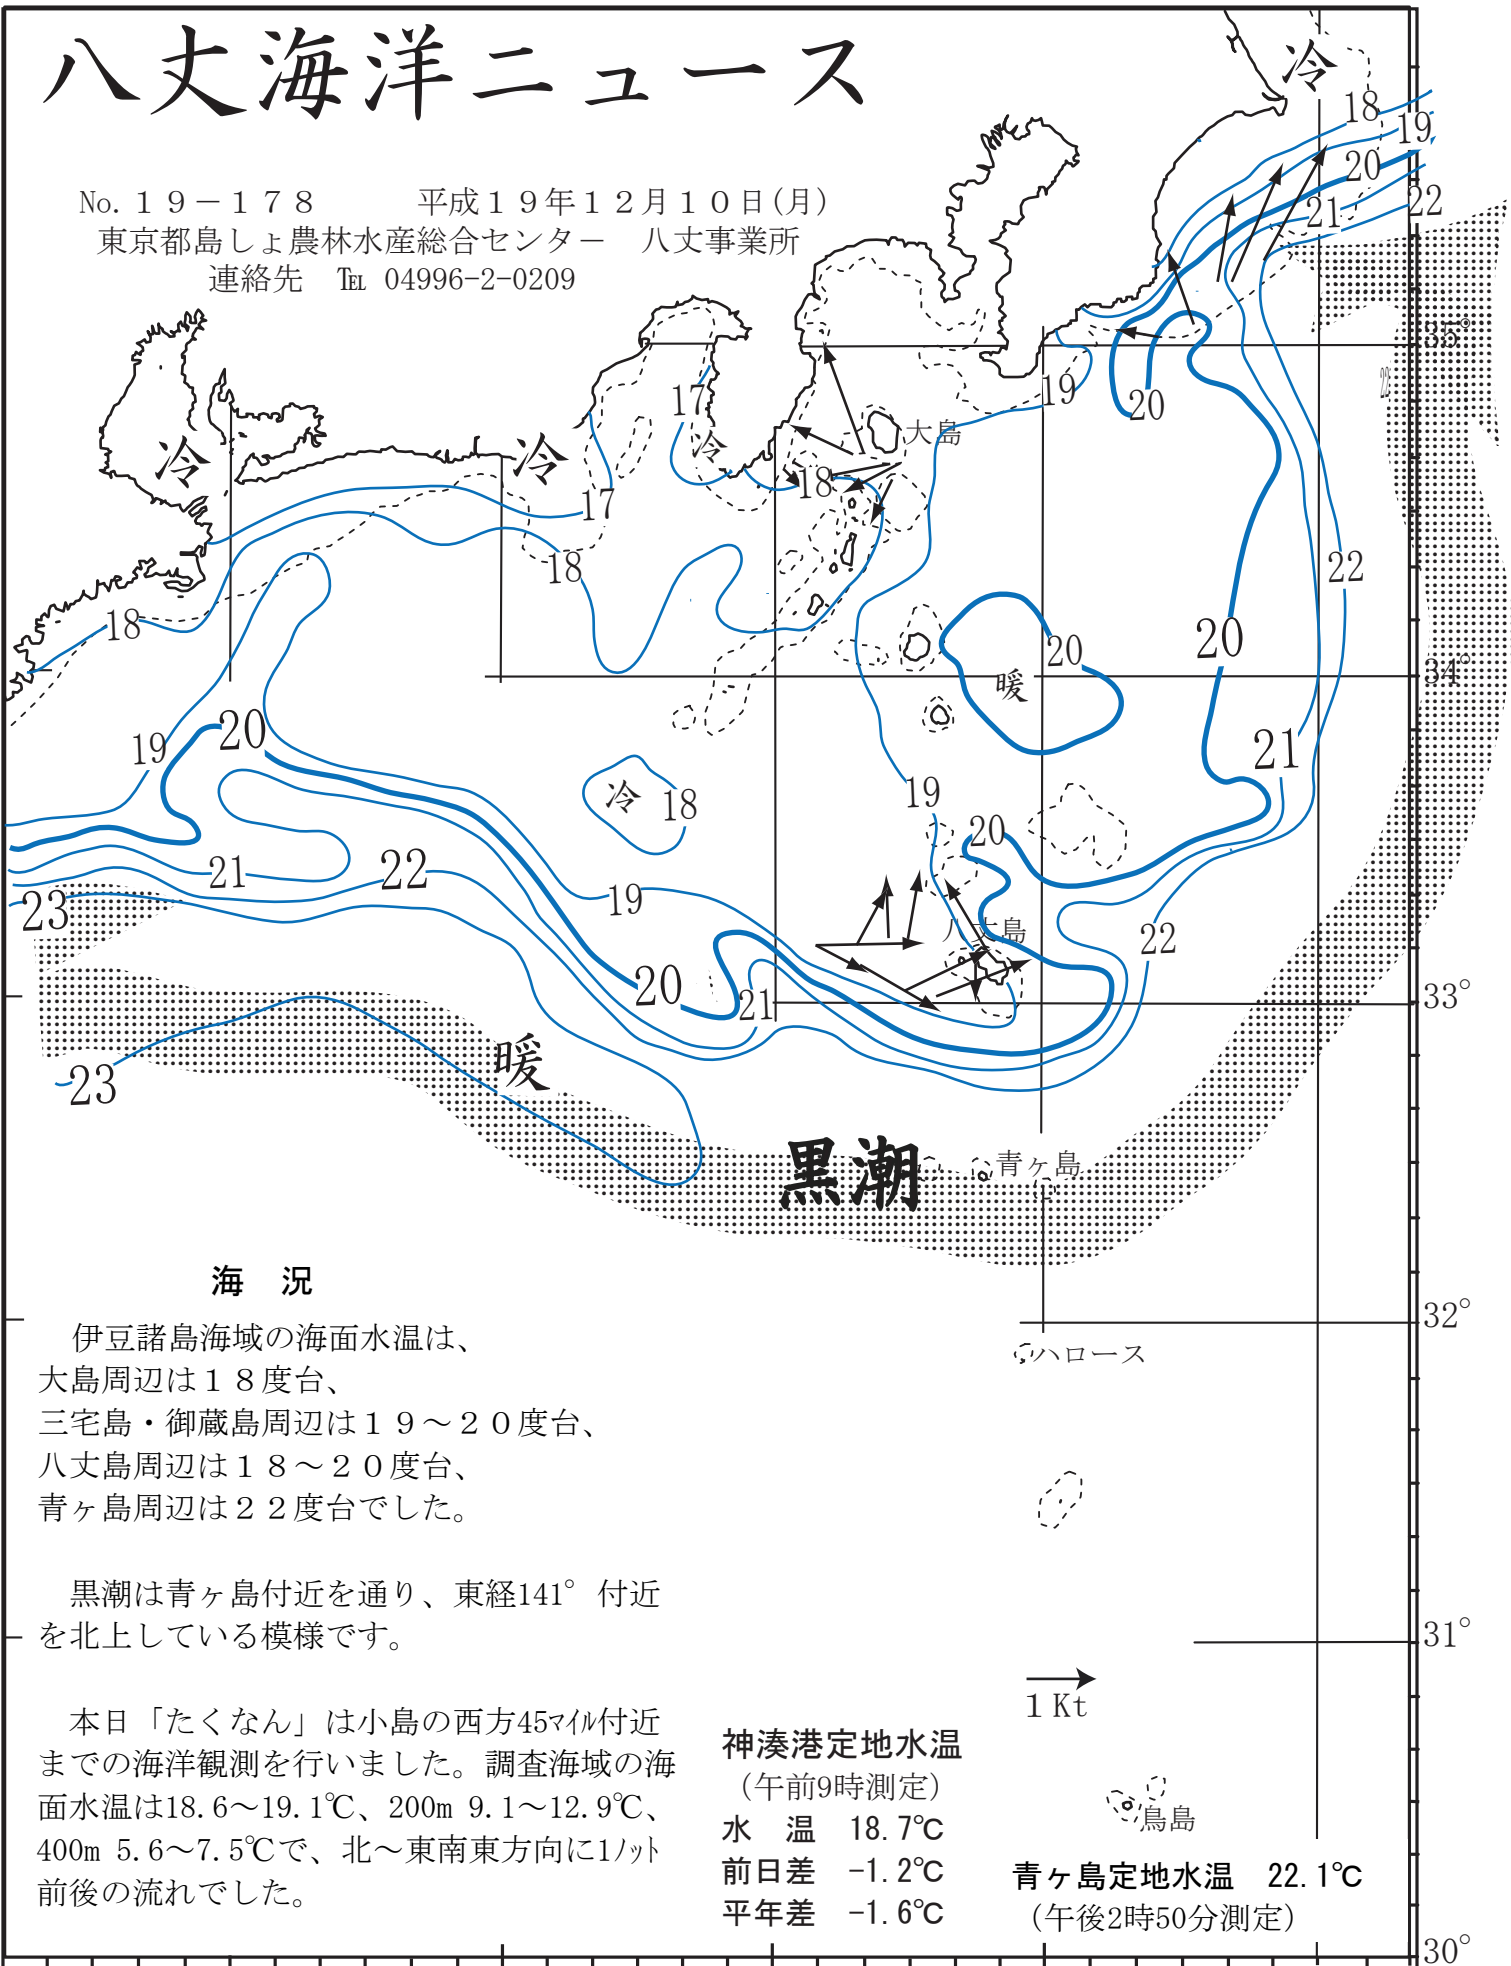 八丈海洋ニュース
No.１９－１７８　　　平成１９年１２月１０日(月)
東京都島しょ農林水産総合センター　八丈事業所
連絡先　℡ 04996-2-0209
冷
18
19
20
21
22
35°
22
19
20
17
冷
冷
冷
大島
18
17
18
22
18
20
20
34°
暖
20
19
21
冷
18
19
20
21
22
19
23
八丈島
22
20
21
33°
暖
23
黒潮
青ヶ島
32°
ハロース
31°
1 Kt
鳥島
30°
海　況
伊豆諸島海域の海面水温は、
大島周辺は１８度台、
三宅島・御蔵島周辺は１９～２０度台、
八丈島周辺は１８～２０度台、
青ヶ島周辺は２２度台でした。
黒潮は青ヶ島付近を通り、東経141°付近
を北上している模様です。
本日「たくなん」は小島の西方45ﾏｲﾙ付近
までの海洋観測を行いました。調査海域の海
面水温は18.6～19.1℃、200m 9.1～12.9℃、
400m 5.6～7.5℃で、北～東南東方向に1ﾉｯﾄ
前後の流れでした。
神湊港定地水温
（午前9時測定）
水　温　18.7℃
前日差　-1.2℃
平年差　-1.6℃
青ヶ島定地水温　22.1℃
（午後2時50分測定）